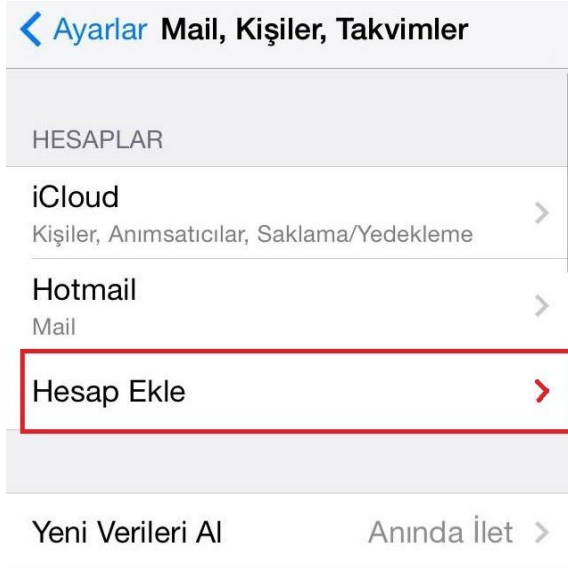 Ayarlar Mail, Kişiler, Takvimler
HESAPLAR
iCloud
Kişiler, Anımsatıcılar, Saklama/Yedekleme
Hotmail
Mail
Hesap Ekle
Yeni Verileri Al Anında İlet